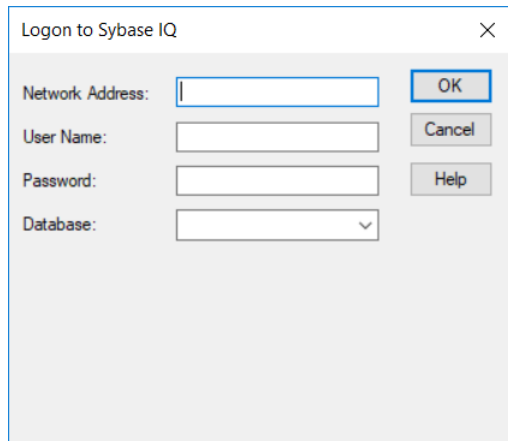 Logon to Sybase IQ
Network Address:
OK
User Name:
Cancel
Password:
Help
Database: